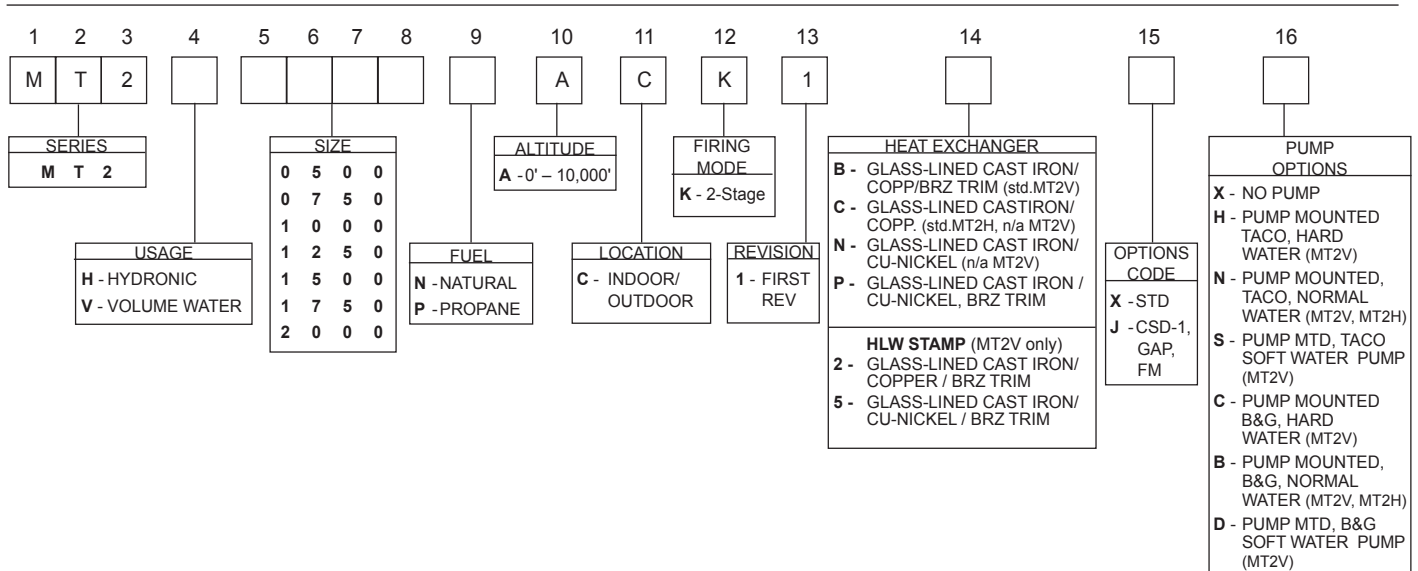 1 2 3 4 5 6 7 8 9 10 11 12 13 14 15 16
M T 2 A C K 1
SERIES
M T 2
USAGE
H - HYDRONIC
V - VOLUME WATER
SIZE
0 5 0 0
0 7 5 0
1 0 0 0
1 2 5 0
1 5 0 0
1 7 5 0
2 0 0 0
FUEL
N - NATURAL
P - PROPANE
ALTITUDE
A - 0' – 10,000'
LOCATION
C - INDOOR/
OUTDOOR
FIRING
MODE
K - 2-Stage
REVISION
1 - FIRST
REV
HEAT EXCHANGER
B - GLASS-LINED CAST IRON/
COPP/BRZ TRIM (std.MT2V)
C - GLASS-LINED CASTIRON/
COPP. (std.MT2H, n/a MT2V)
N - GLASS-LINED CAST IRON/
CU-NICKEL (n/a MT2V)
P - GLASS-LINED CAST IRON /
CU-NICKEL, BRZ TRIM
HLW STAMP (MT2V only)
2 - GLASS-LINED CAST IRON/
COPPER / BRZ TRIM
5 - GLASS-LINED CAST IRON/
CU-NICKEL / BRZ TRIM
OPTIONS
CODE
X - STD
J - CSD-1,
GAP,
FM
PUMP
OPTIONS
X - NO PUMP
H - PUMP MOUNTED
TACO, HARD
WATER (MT2V)
N - PUMP MOUNTED,
TACO, NORMAL
WATER (MT2V, MT2H)
S - PUMP MTD, TACO
SOFT WATER PUMP
(MT2V)
C - PUMP MOUNTED
B&G, HARD
WATER (MT2V)
B - PUMP MOUNTED,
B&G, NORMAL
WATER (MT2V, MT2H)
D - PUMP MTD, B&G
SOFT WATER PUMP
(MT2V)